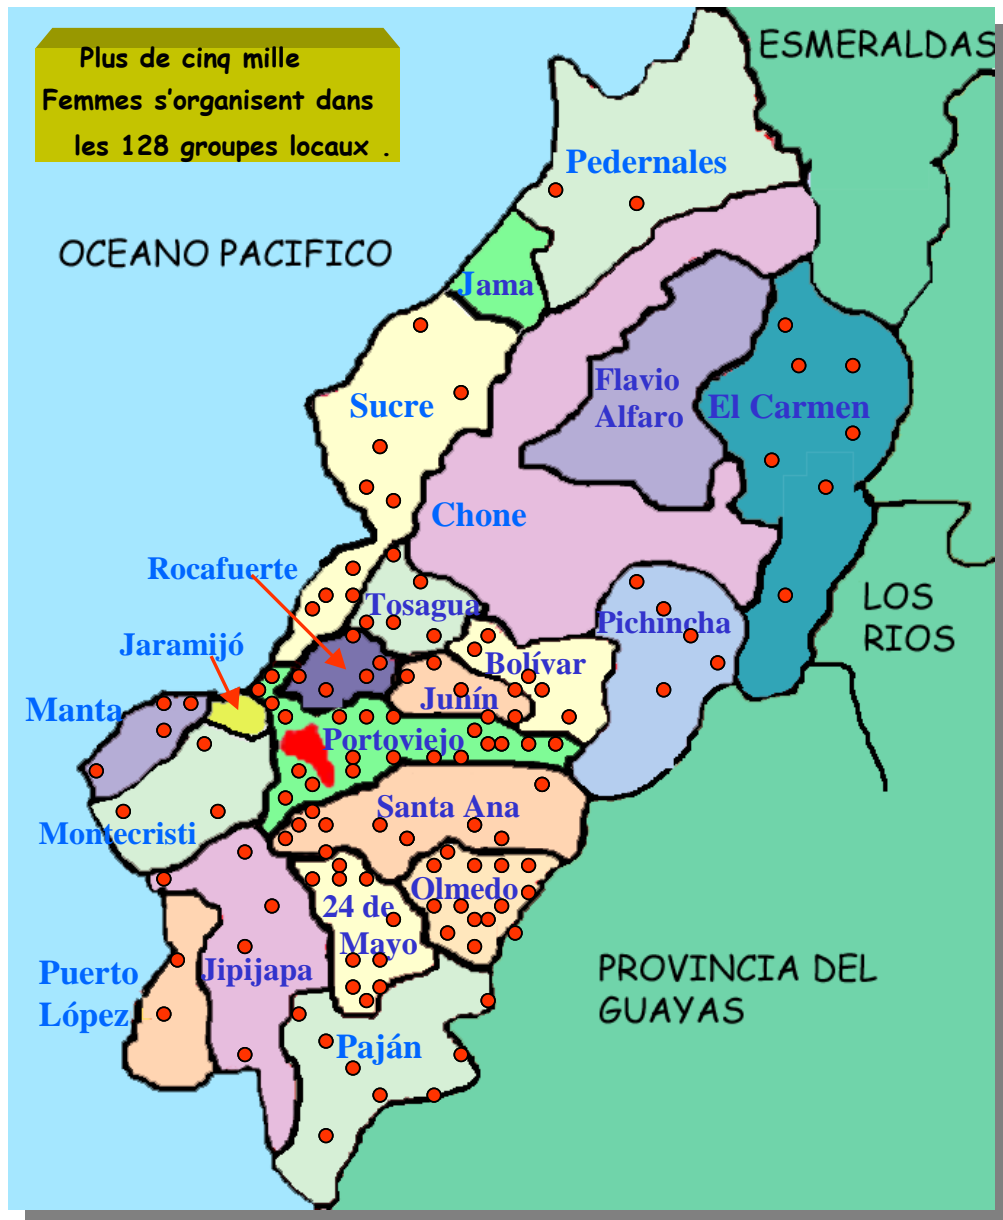 Plus de cinq mille
Femmes s'organisent dans
les 128 groupes locaux .
ESMERALDAS
Pedernales
OCEANO PACIFICO
Jama
Flavio
Alfaro
Sucre
El Carmen
Chone
Rocafuerte
Tosagua
LOS
RIOS
Pichincha
Jaramijó
Bolívar
Junín
Manta
Portoviejo
Santa Ana
Montecristi
Olmedo
24 de
Mayo
Puerto
López
Jipijapa
PROVINCIA DEL
GUAYAS
Paján